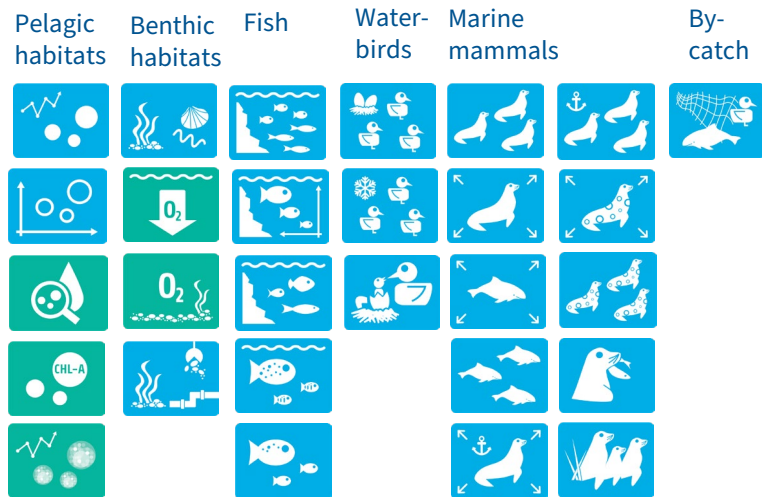 Pelagic
habitats
Benthic
habitats
Fish
Water-
birds
Marine
mammals
By-
catch
O₂
O₂
CHL-A